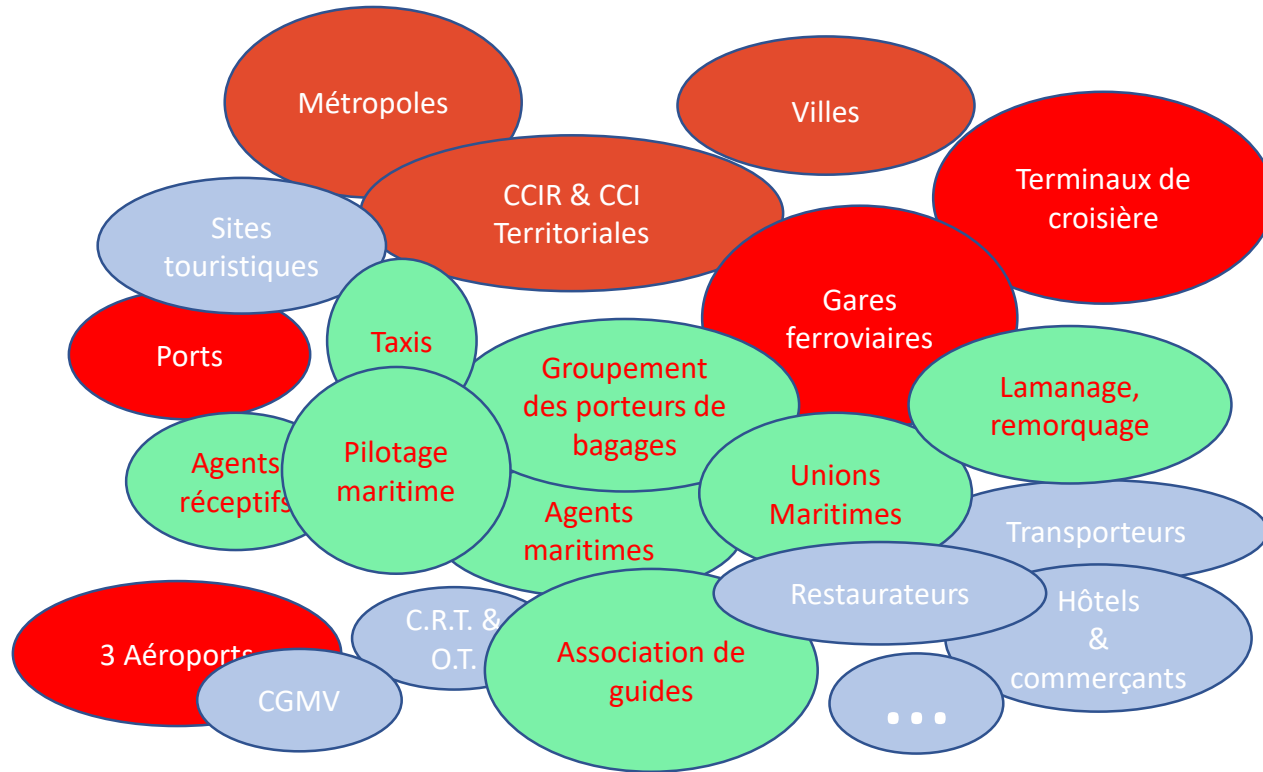 Métropoles
Villes
CCIR & CCI
Territoriales
Terminaux de
croisière
Sites
touristiques
Gares
ferroviaires
Ports
Taxis
Groupement
des porteurs de
bagages
Lamanage,
remorquage
Agents
réceptifs
Pilotage
maritime
Unions
Maritimes
Agents
maritimes
Transporteurs
Restaurateurs
Hôtels
&
commerçants
3 Aéroports
C.R.T. &
O.T.
Association de
guides
CGMV
...